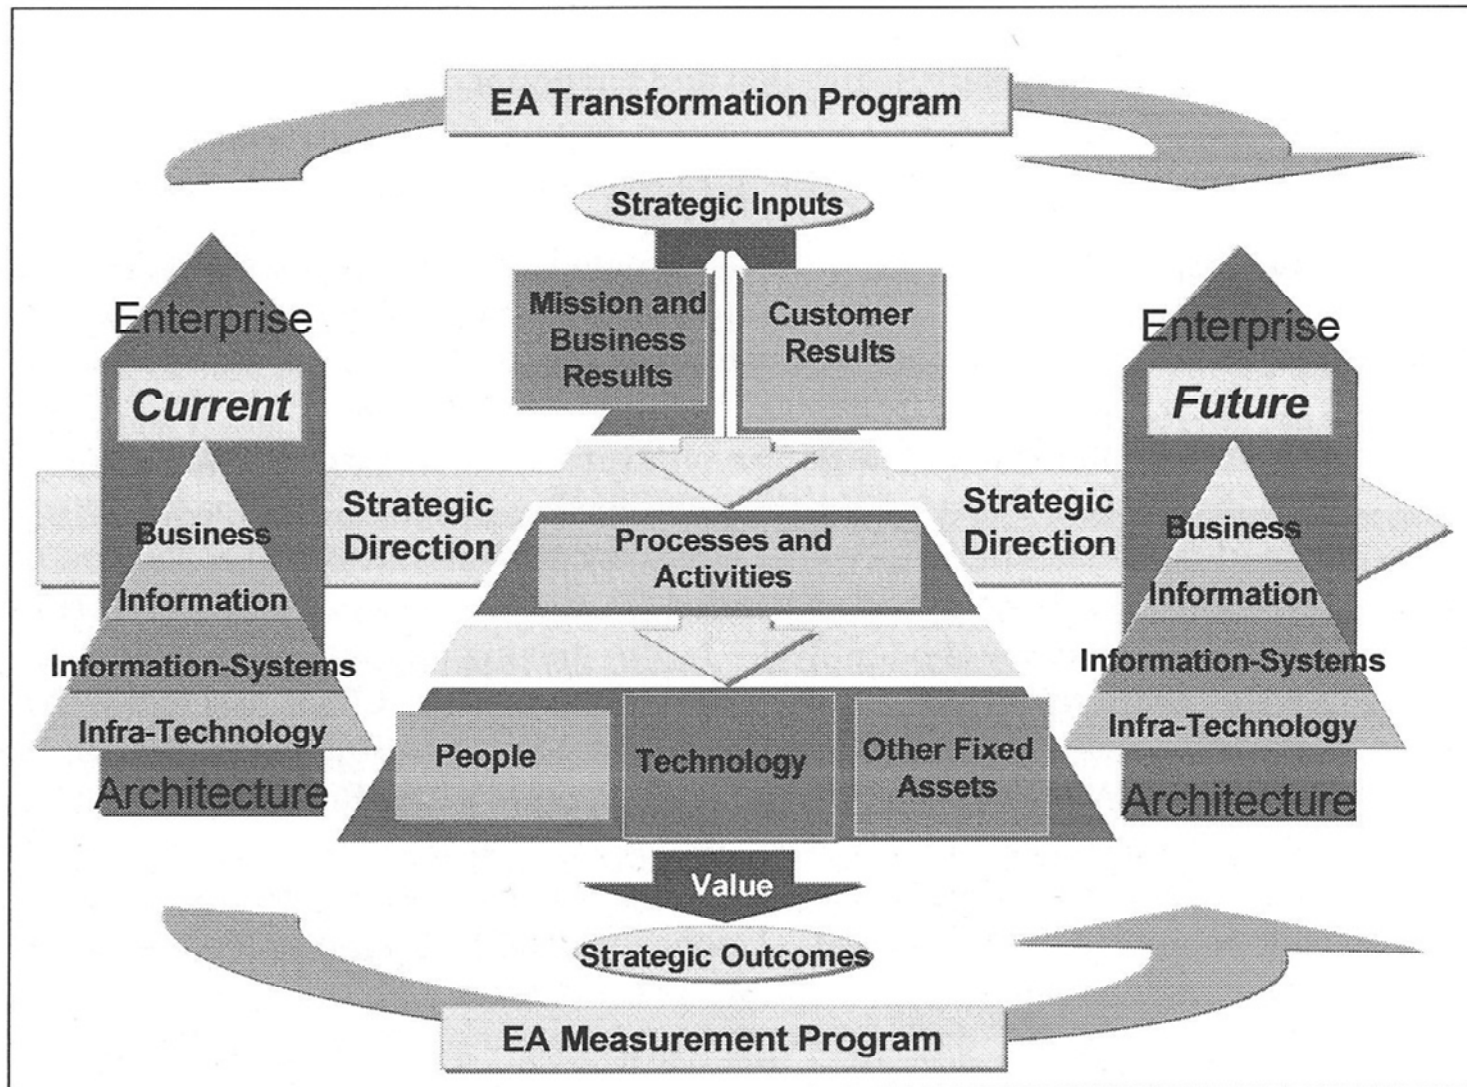 EA Transformation Program
Strategic Inputs
Mission and
Business
Results
Customer
Results
Enterprise
Current
Business
Information
Information-Systems
Infra-Technology
Architecture
Strategic
Direction
Processes and
Activities
People
Technology
Other Fixed
Assets
Strategic
Direction
Enterprise
Future
Business
Information
Information-Systems
Infra-Technology
Architecture
Value
Strategic Outcomes
EA Measurement Program